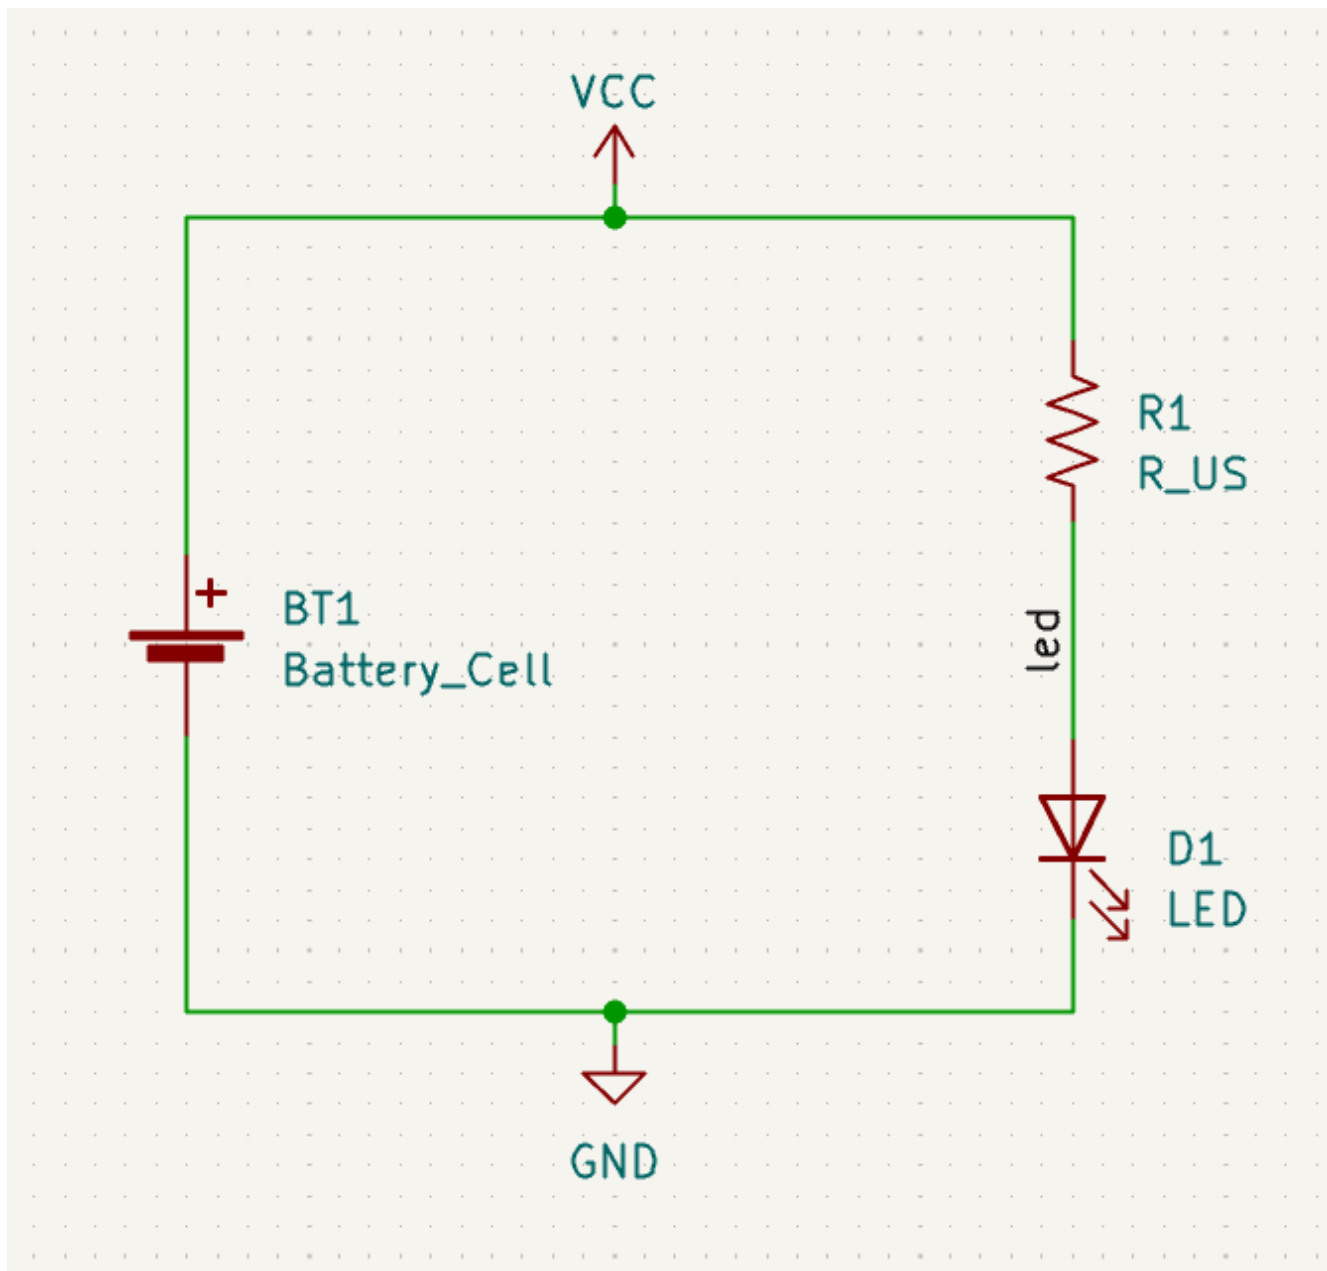 VCC
R1
R_US
BT1
Battery_Cell
led
D1
LED
GND